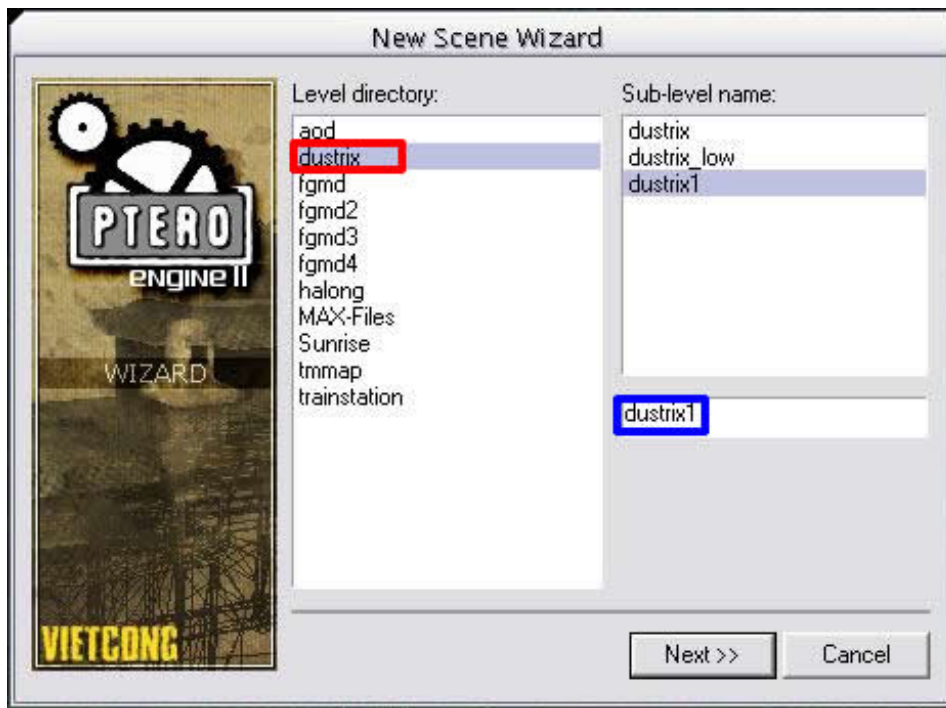 New Scene Wizard
PTERO
ENGINE II
WIZARD
VIETCONG
Level directory:
aod
dustrix
fgmd
fgmd2
fgmd3
fgmd4
halong
MAX-Files
Sunrise
tmmap
trainstation
Sub-level name:
dustrix
dustrix_low
dustrix1
dustrix1
Next >>
Cancel